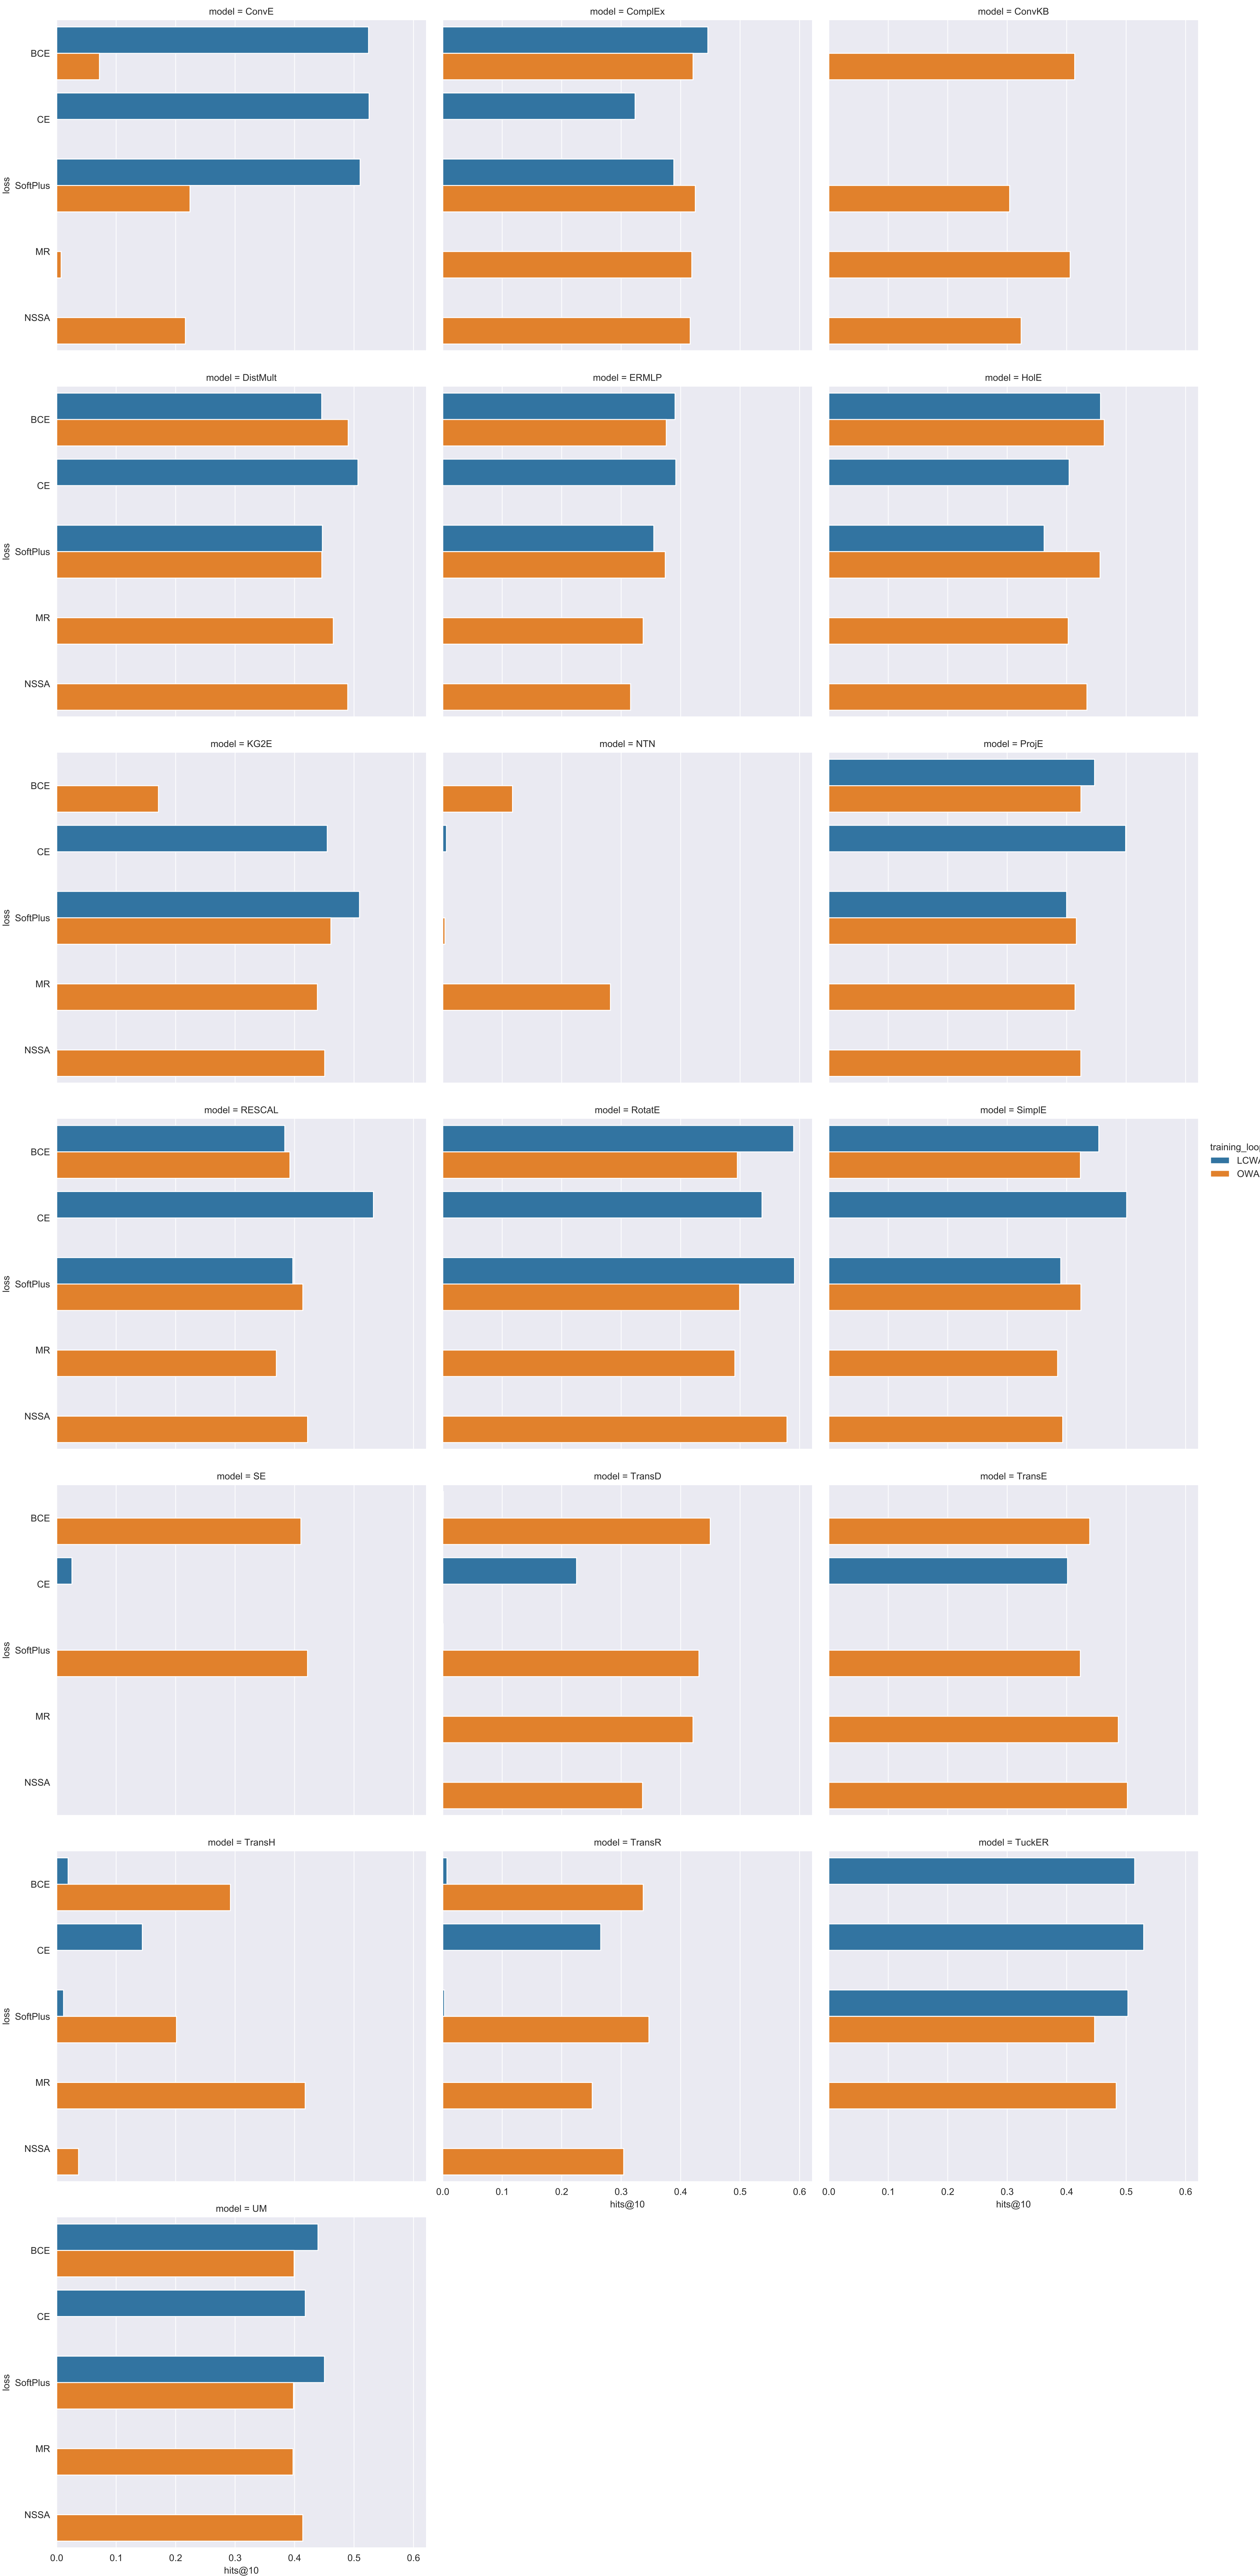 model = ConvE
model = ComplEx
model = ConvKB
BCE
CE
SoftPlus
MR
NSSA
loss
model = DistMult
model = ERMLP
model = HolE
BCE
CE
SoftPlus
MR
NSSA
loss
model = KG2E
model = NTN
model = ProjE
BCE
CE
SoftPlus
MR
NSSA
loss
model = RESCAL
model = RotatE
model = SimplE
BCE
CE
SoftPlus
MR
NSSA
loss
training_loop
LCWA
OWA
model = SE
model = TransD
model = TransE
BCE
CE
SoftPlus
MR
NSSA
loss
model = TransH
model = TransR
model = TuckER
BCE
CE
SoftPlus
MR
NSSA
loss
0.0 0.1 0.2 0.3 0.4 0.5 0.6
hits@10
0.0 0.1 0.2 0.3 0.4 0.5 0.6
hits@10
model = UM
BCE
CE
SoftPlus
MR
NSSA
loss
0.0 0.1 0.2 0.3 0.4 0.5 0.6
hits@10